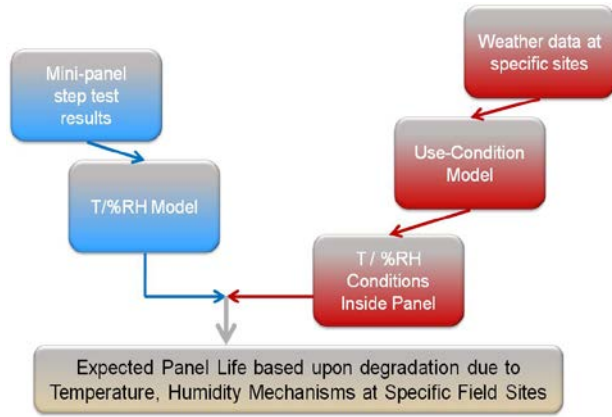 Mini-panel
step test
results
Weather data at
specific sites
T/%RH Model
Use-Condition
Model
T / %RH
Conditions
Inside Panel
Expected Panel Life based upon degradation due to
Temperature, Humidity Mechanisms at Specific Field Sites